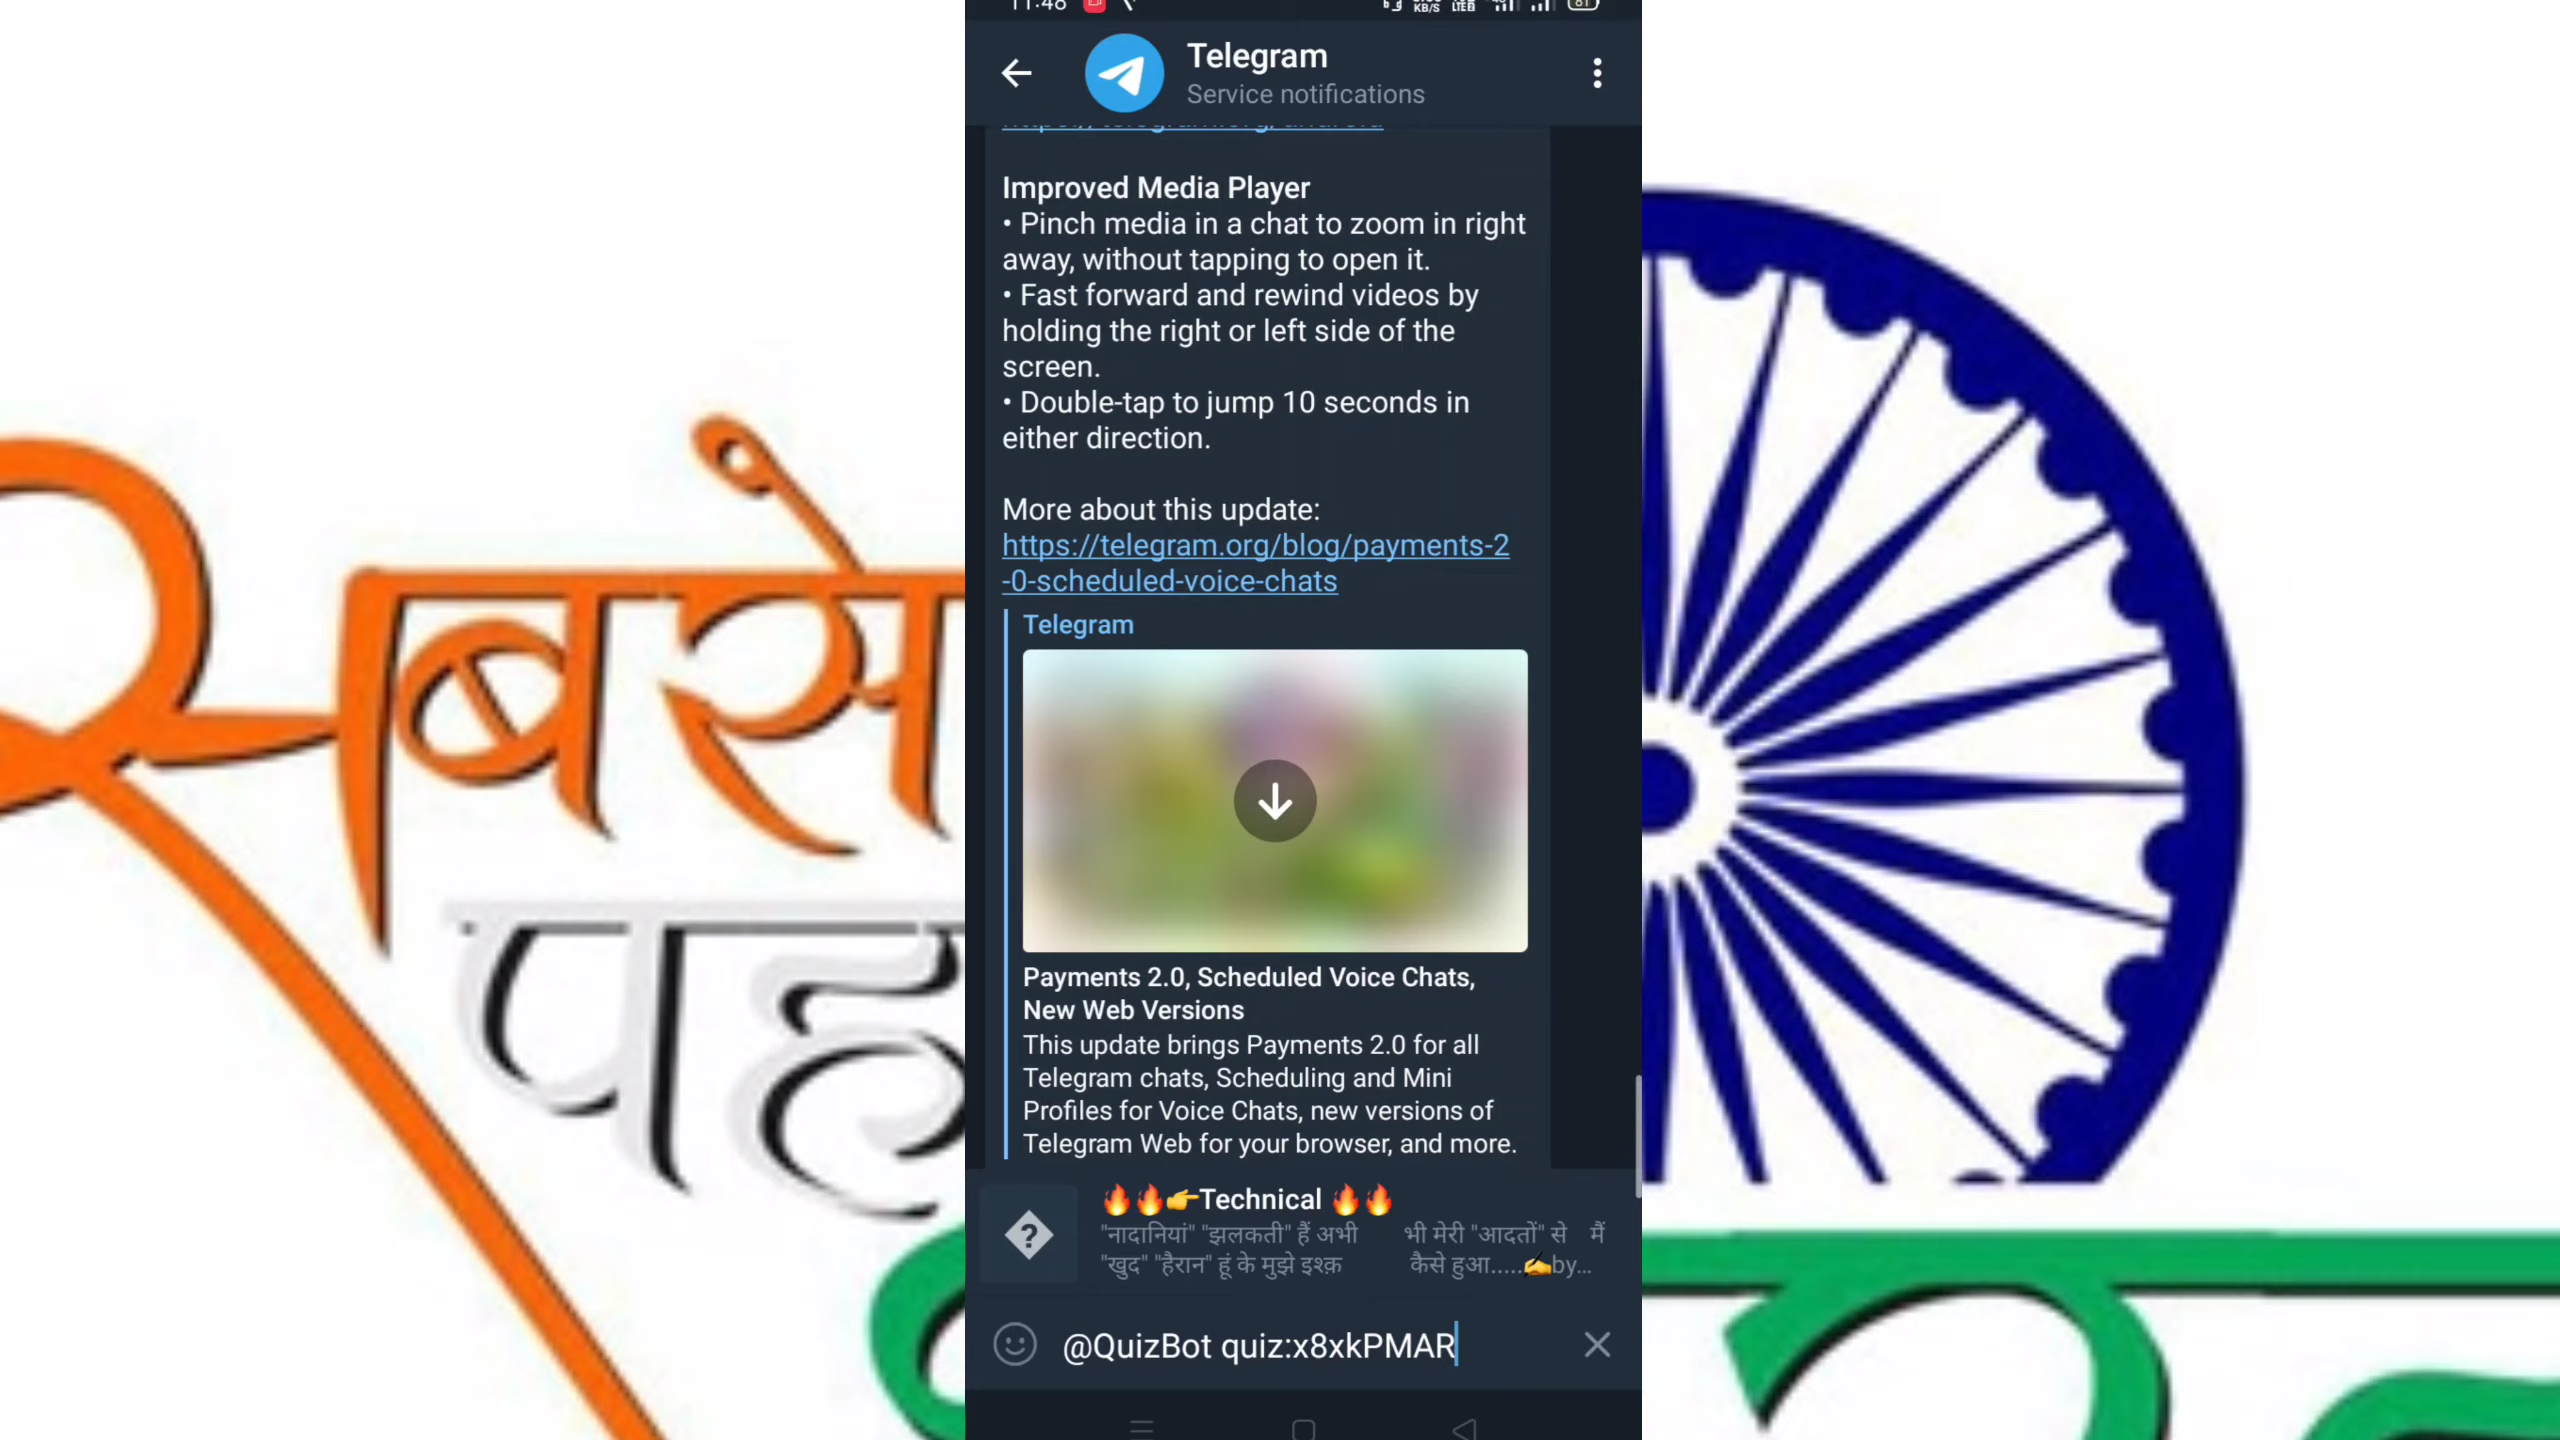 11:48
KB/S
81
Telegram
Service notifications
Improved Media Player
• Pinch media in a chat to zoom in right
away, without tapping to open it.
• Fast forward and rewind videos by
holding the right or left side of the
screen.
• Double-tap to jump 10 seconds in
either direction.
More about this update:
https://telegram.org/blog/payments-2
-0-scheduled-voice-chats
Telegram
Payments 2.0, Scheduled Voice Chats,
New Web Versions
This update brings Payments 2.0 for all
Telegram chats, Scheduling and Mini
Profiles for Voice Chats, new versions of
Telegram Web for your browser, and more.
🔥🔥👉Technical 🔥🔥
"नादानियां" "झलकती" हैं अभी भी मेरी "आदतों" से मैं
"खुद" "हैरान" हूं के मुझे इश्क़ कैसे हुआ.....✍️by...
@QuizBot quiz:x8xkPMAR
सबसे